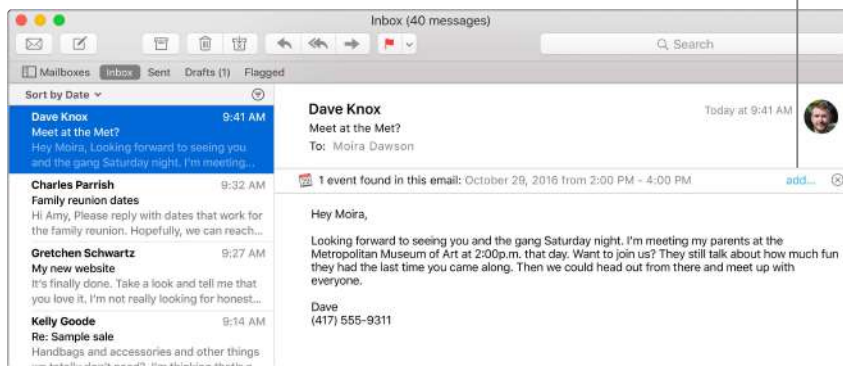 Inbox (40 messages)
Search
Mailboxes Inbox Sent Drafts (1) Flagged
Sort by Date
Dave Knox 9:41 AM
Meet at the Met?
Hey Moira, Looking forward to seeing you
and the gang Saturday night. I'm meeting...
Charles Parrish 9:32 AM
Family reunion dates
Hi Amy, Please reply with dates that work for
the family reunion. Hopefully, we can reach...
Gretchen Schwartz 9:27 AM
My new website
It's finally done. Take a look and tell me that
you love it. I'm not really looking for honest...
Kelly Goode 9:14 AM
Re: Sample sale
Handbags and accessories and other things
Dave Knox Today at 9:41 AM
Meet at the Met?
To: Moira Dawson
1 event found in this email: October 29, 2016 from 2:00 PM - 4:00 PM add...
Hey Moira,
Looking forward to seeing you and the gang Saturday night. I'm meeting my parents at the
Metropolitan Museum of Art at 2:00p.m. that day. Want to join us? They still talk about how much fun
they had the last time you came along. Then we could head out from there and meet up with
everyone.
Dave
(417) 555-9311